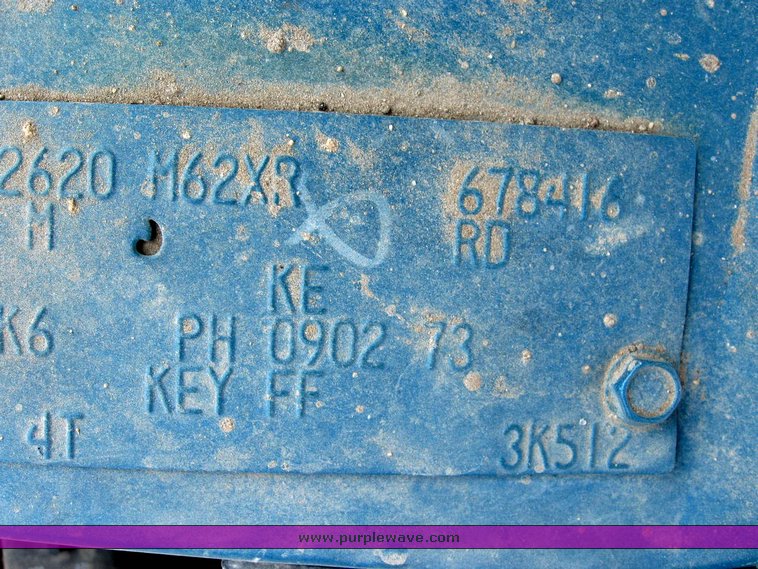 2620 M62XR 678416
M RD
KE
K6 PH 0902 73
KEY FF
4T 3K512
www.purplewave.com